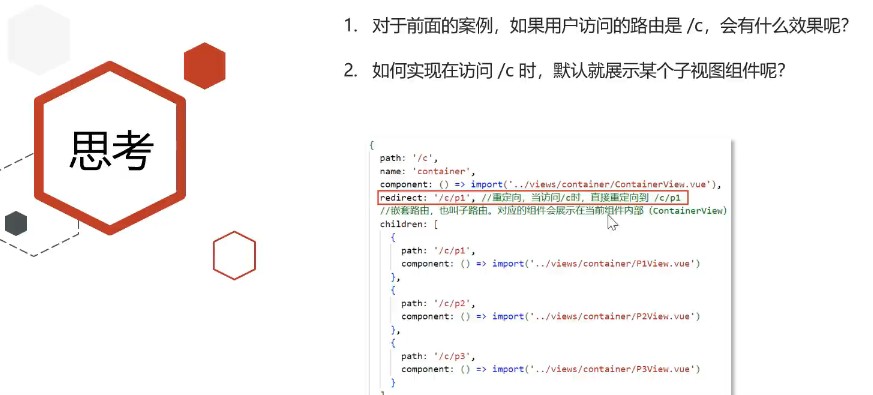 思考
1. 对于前面的案例，如果用户访问的路由是 /c，会有什么效果呢？
2. 如何实现在访问 /c 时，默认就展示某个子视图组件呢？
{
path: '/c',
name: 'container',
component: () => import('../views/container/ContainerView.vue'),
redirect: '/c/p1', //重定向，当访问/c时，直接重定向到 /c/p1
//嵌套路由，也叫子路由。对应的组件会展示在当前组件内部 (ContainerView)
children: [
{
path: '/c/p1',
component: () => import('../views/container/P1View.vue')
},
{
path: '/c/p2',
component: () => import('../views/container/P2View.vue')
},
{
path: '/c/p3',
component: () => import('../views/container/P3View.vue')
}
]